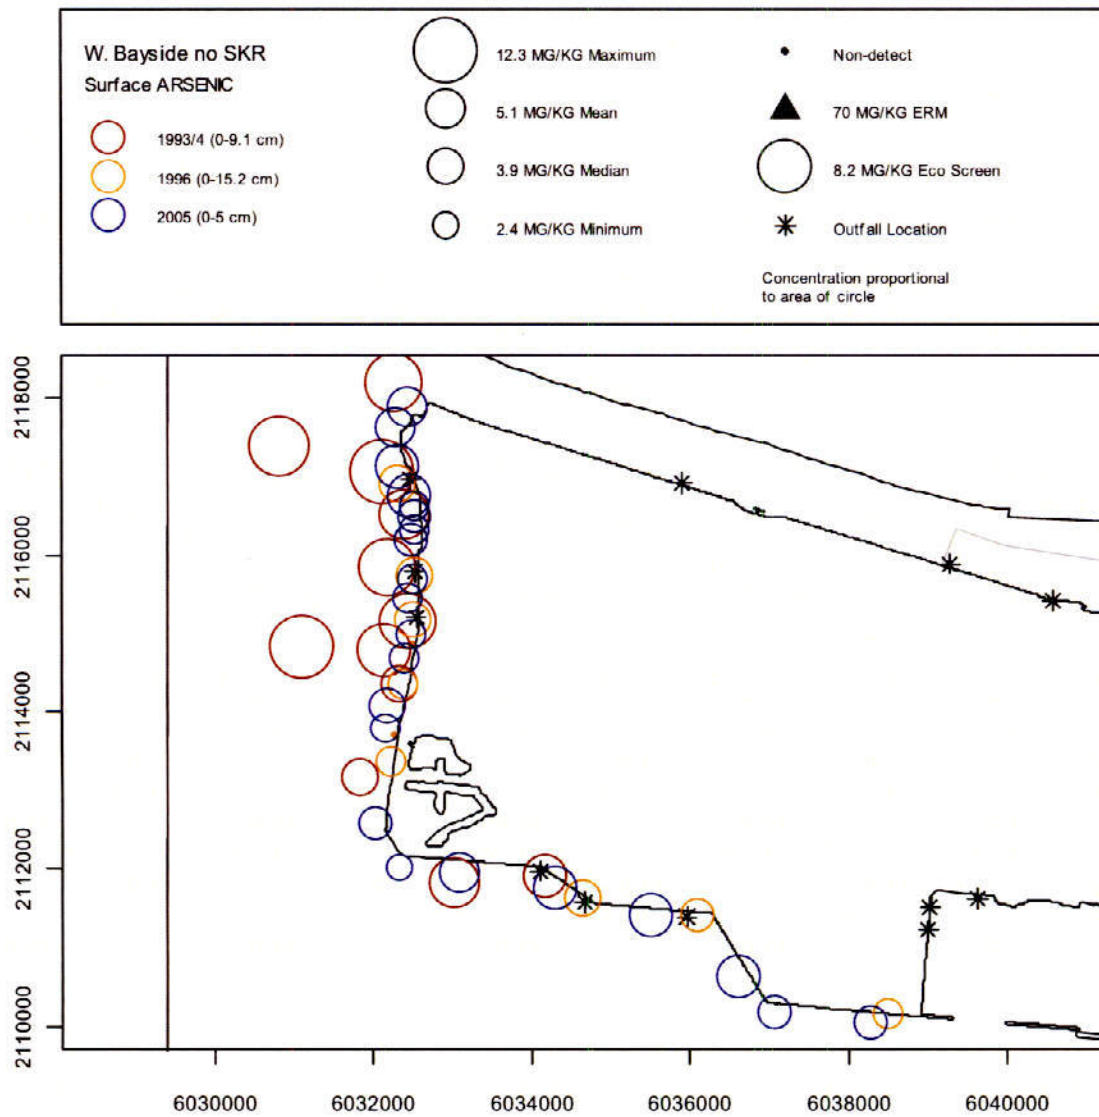 W. Bayside no SKR
Surface ARSENIC
1993/4 (0-9.1 cm)
1996 (0-15.2 cm)
2005 (0-5 cm)
12.3 MG/KG Maximum
5.1 MG/KG Mean
3.9 MG/KG Median
2.4 MG/KG Minimum
Non-detect
70 MG/KG ERM
8.2 MG/KG Eco Screen
Outfall Location
Concentration proportional
to area of circle
2118000
2116000
2114000
2112000
2110000
6030000 6032000 6034000 6036000 6038000 6040000